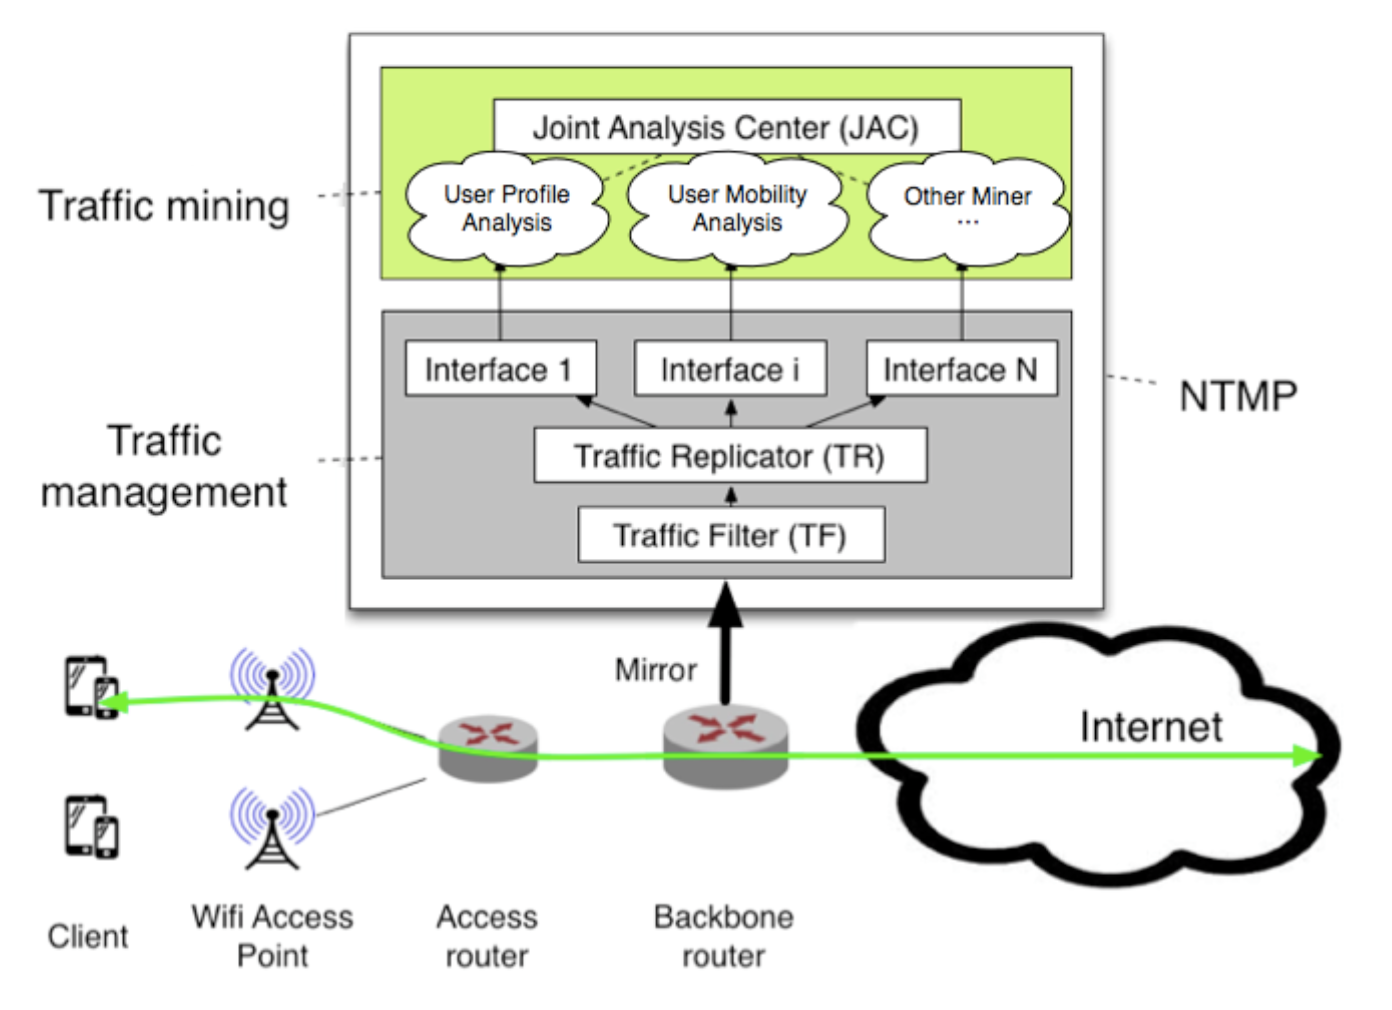 Joint Analysis Center (JAC)
User Profile
Analysis
User Mobility
Analysis
Other Miner
...
Traffic mining
Interface 1
Interface i
Interface N
NTMP
Traffic
management
Traffic Replicator (TR)
Traffic Filter (TF)
Mirror
Internet
Client
Wifi Access
Point
Access
router
Backbone
router